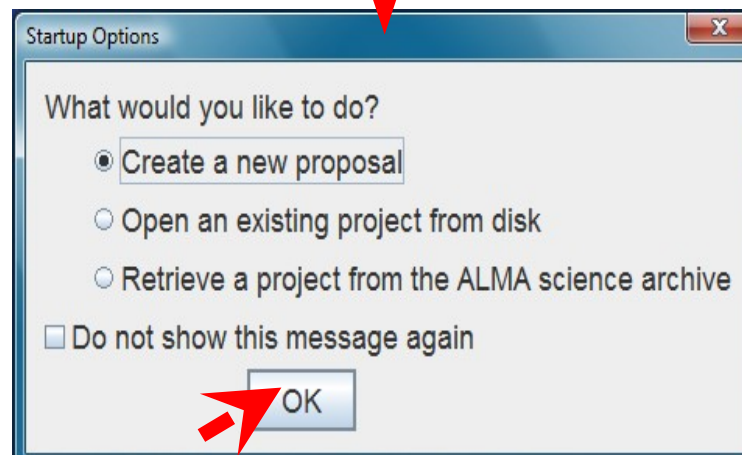 Startup Options
What would you like to do?
Create a new proposal
Open an existing project from disk
Retrieve a project from the ALMA science archive
Do not show this message again
OK